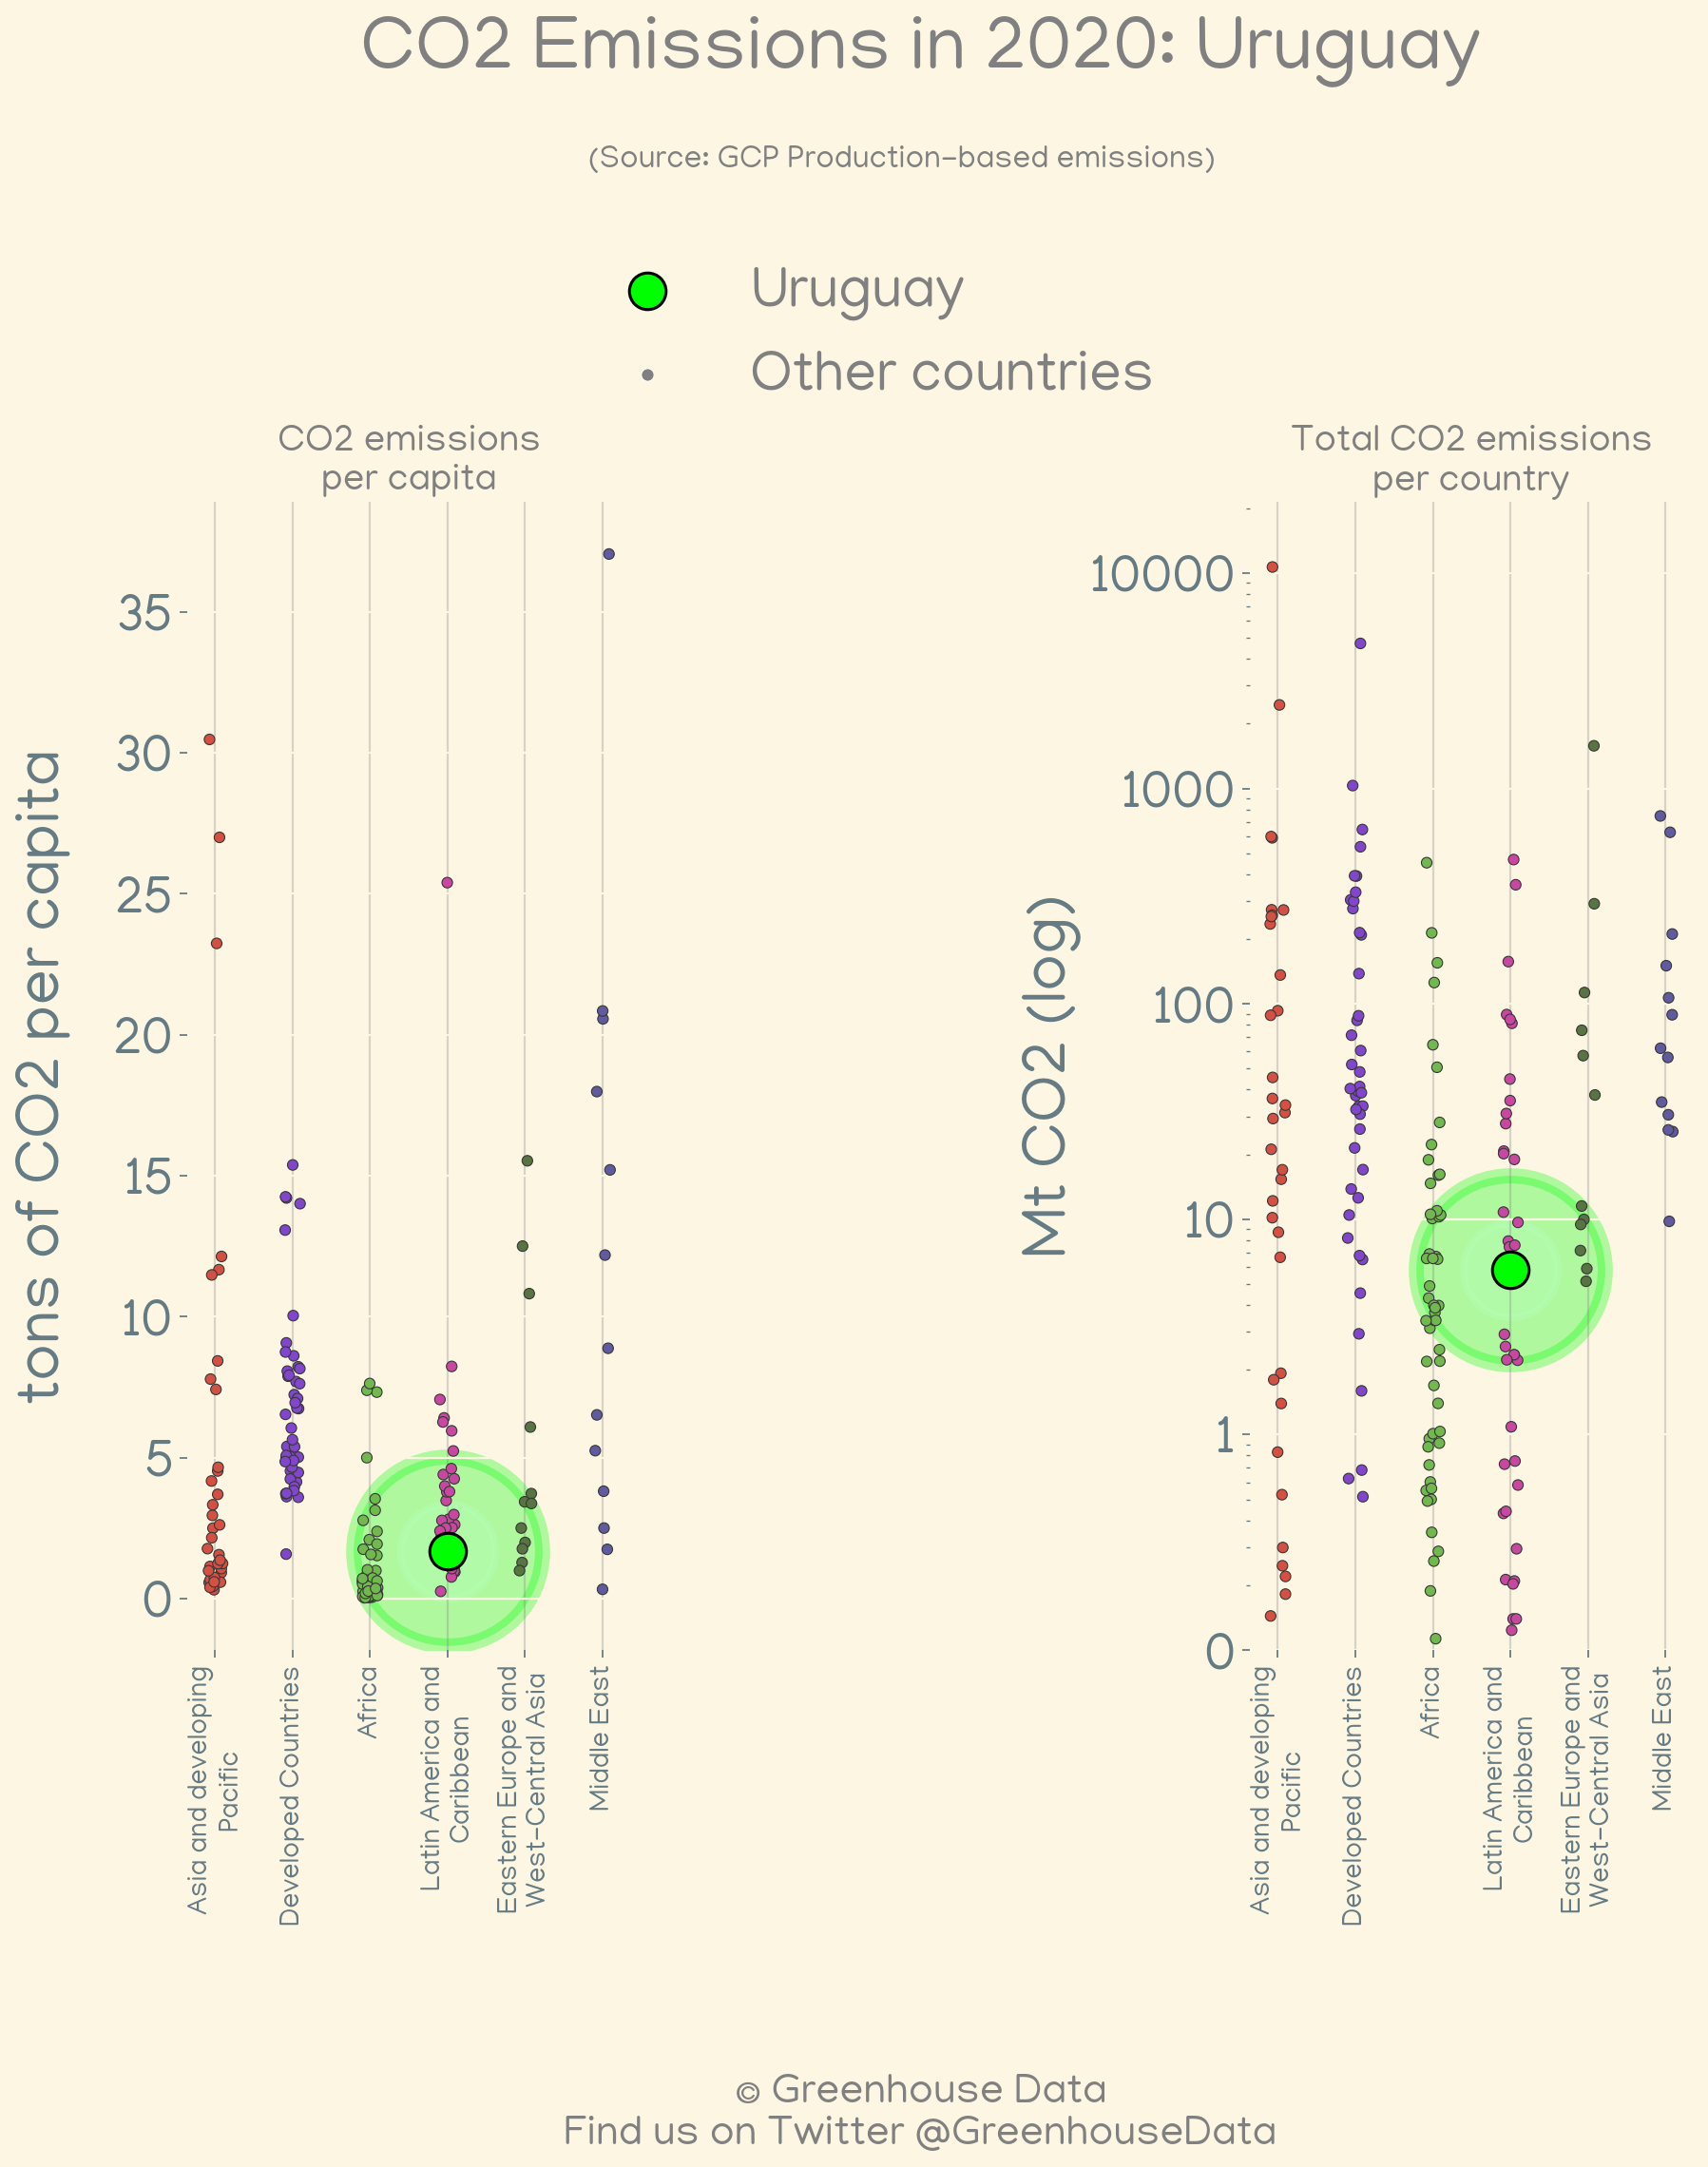 CO2 Emissions in 2020: Uruguay
(Source: GCP Production-based emissions)
Uruguay
Other countries
CO2 emissions
per capita
tons of CO2 per capita
35
30
25
20
15
10
5
0
Asia and developing
Pacific
Developed Countries
Africa
Latin America and
Caribbean
Eastern Europe and
West-Central Asia
Middle East
Total CO2 emissions
per country
Mt CO2 (log)
10000
1000
100
10
1
0
Asia and developing
Pacific
Developed Countries
Africa
Latin America and
Caribbean
Eastern Europe and
West-Central Asia
Middle East
© Greenhouse Data
Find us on Twitter @GreenhouseData